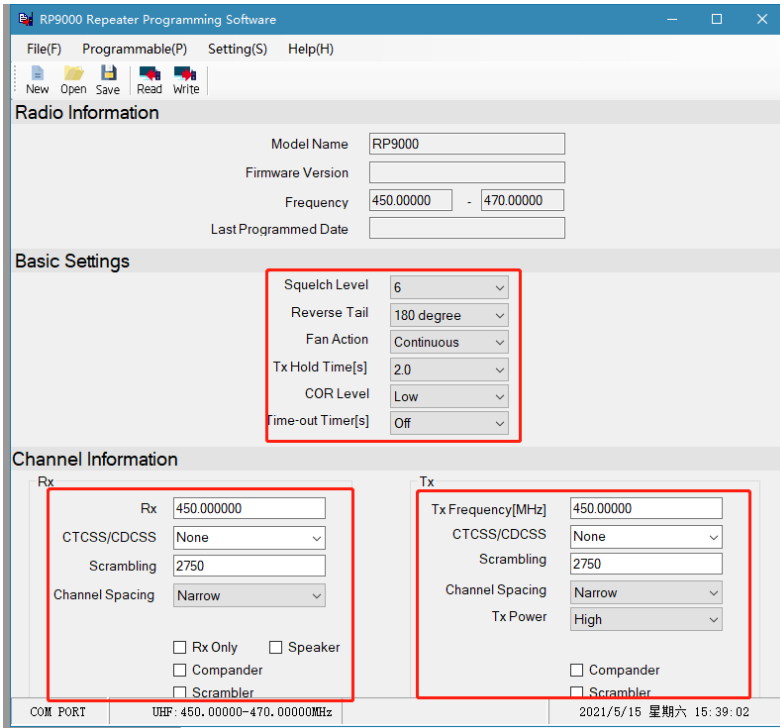 RP9000 Repeater Programming Software
File(F) Programmable(P) Setting(S) Help(H)
New Open Save Read Write
Radio Information
Model Name RP9000
Firmware Version
Frequency 450.00000 - 470.00000
Last Programmed Date
Basic Settings
Squelch Level 6
Reverse Tail 180 degree
Fan Action Continuous
Tx Hold Time[s] 2.0
COR Level Low
Time-out Timer[s] Off
Channel Information
Rx
Rx 450.000000
CTCSS/CDCSS None
Scrambling 2750
Channel Spacing Narrow
Rx Only Speaker
Compander
Scrambler
Tx
Tx Frequency[MHz] 450.00000
CTCSS/CDCSS None
Scrambling 2750
Channel Spacing Narrow
Tx Power High
Compander
Scrambler
COM PORT UHF:450.00000-470.00000MHz 2021/5/15 星期六 15:39:02